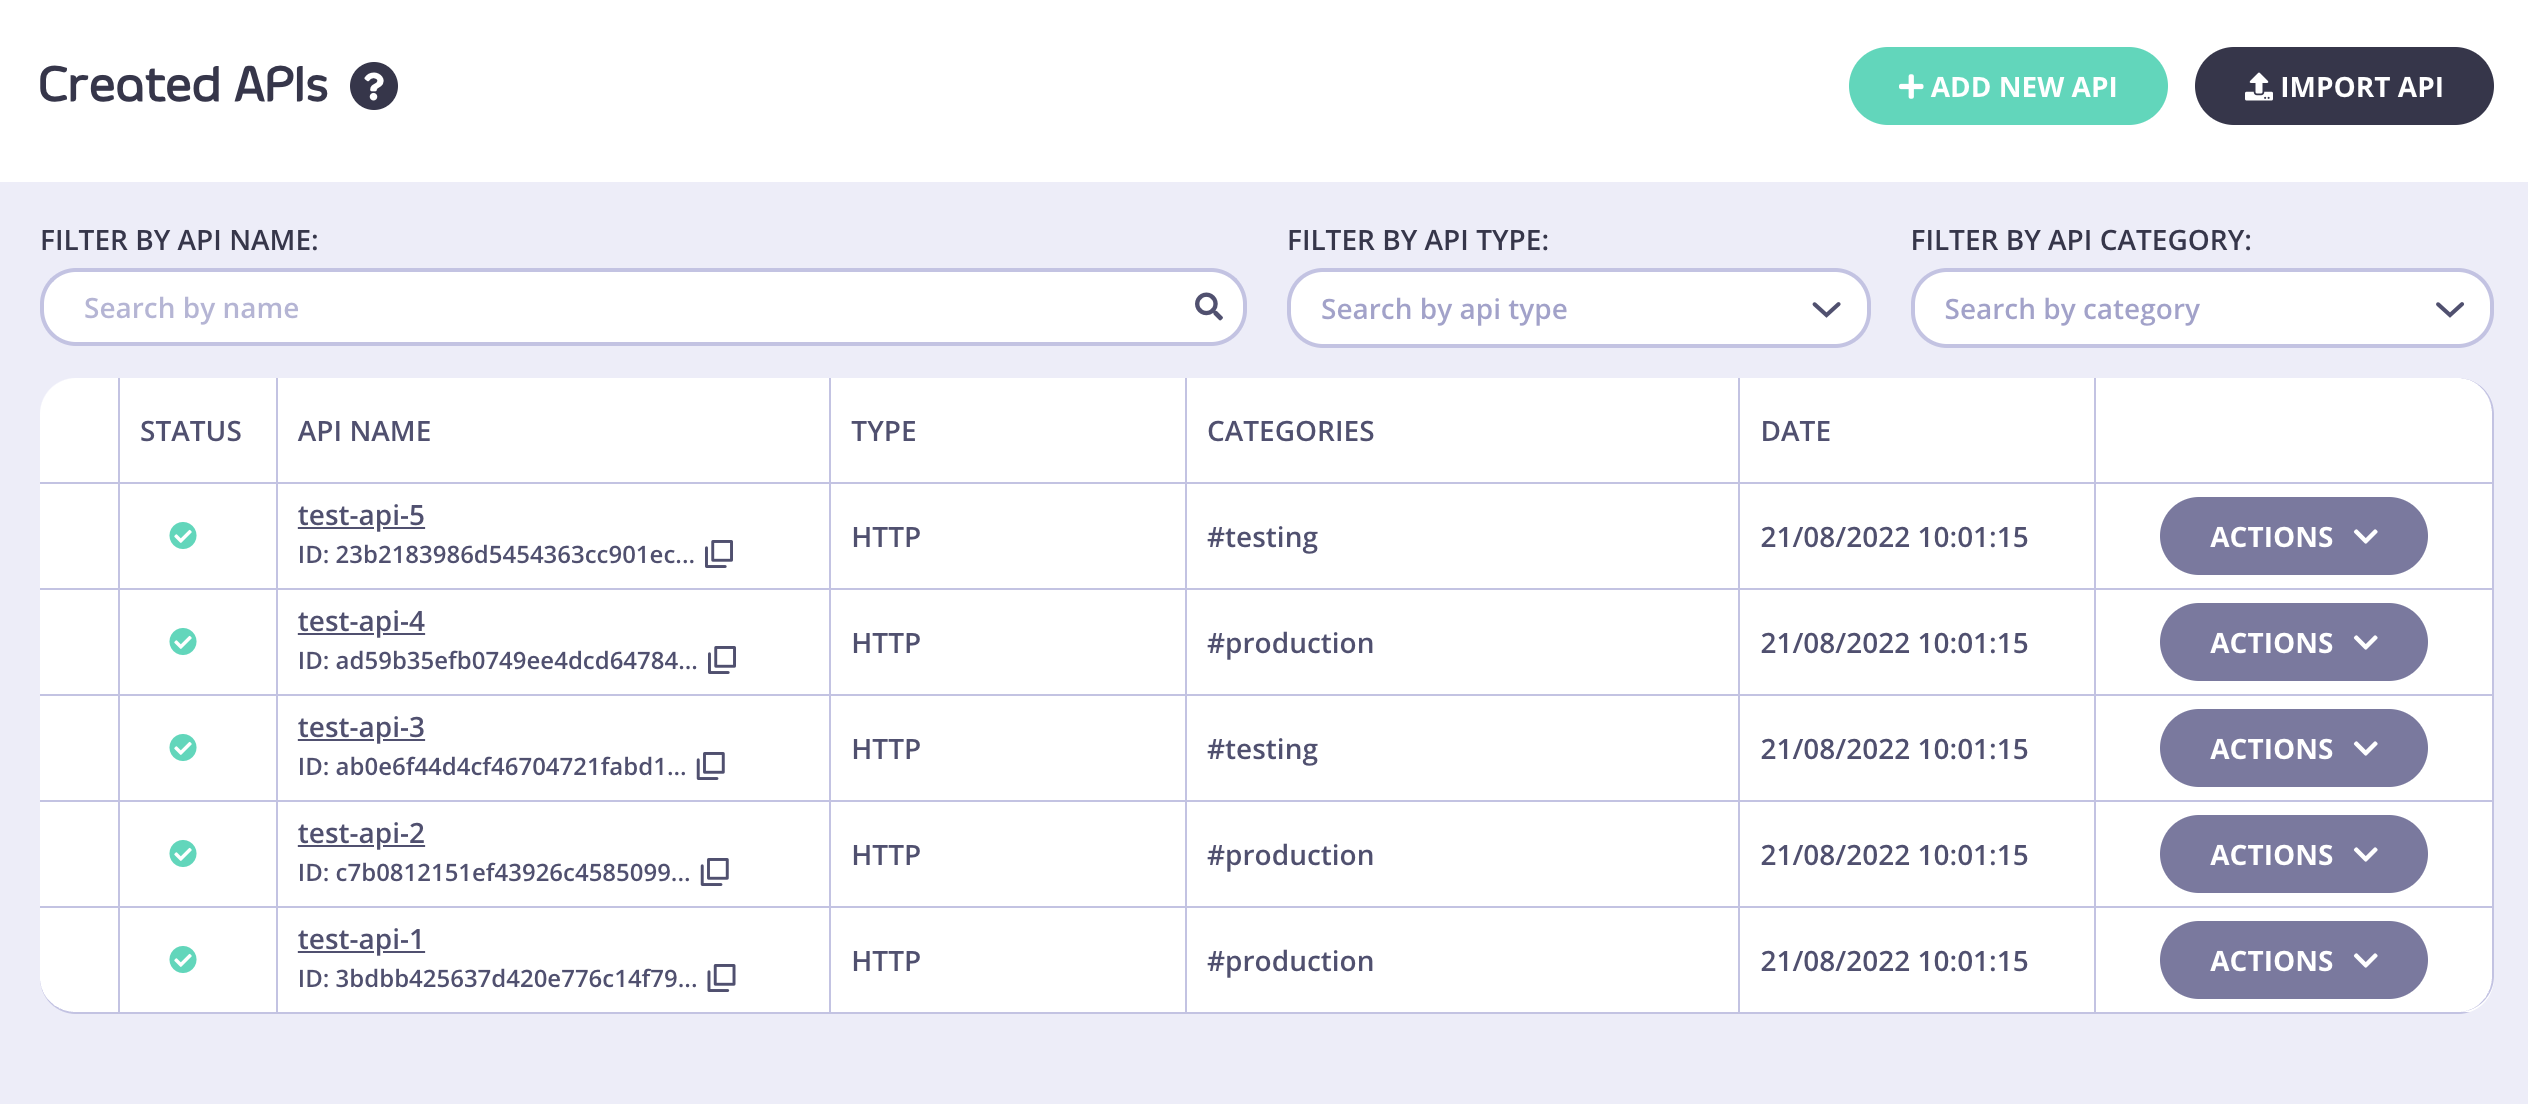 Created APIs
ADD NEW API
IMPORT API
FILTER BY API NAME:
FILTER BY API TYPE:
FILTER BY API CATEGORY:
Search by name
Search by api type
Search by category
STATUS API NAME TYPE CATEGORIES DATE
test-api-5
ID: 23b2183986d5454363cc901ec...
HTTP #testing 21/08/2022 10:01:15 ACTIONS
test-api-4
ID: ad59b35efb0749ee4dcd64784...
HTTP #production 21/08/2022 10:01:15 ACTIONS
test-api-3
ID: ab0e6f44d4cf46704721fabd1...
HTTP #testing 21/08/2022 10:01:15 ACTIONS
test-api-2
ID: c7b0812151ef43926c4585099...
HTTP #production 21/08/2022 10:01:15 ACTIONS
test-api-1
ID: 3bdbb425637d420e776c14f79...
HTTP #production 21/08/2022 10:01:15 ACTIONS